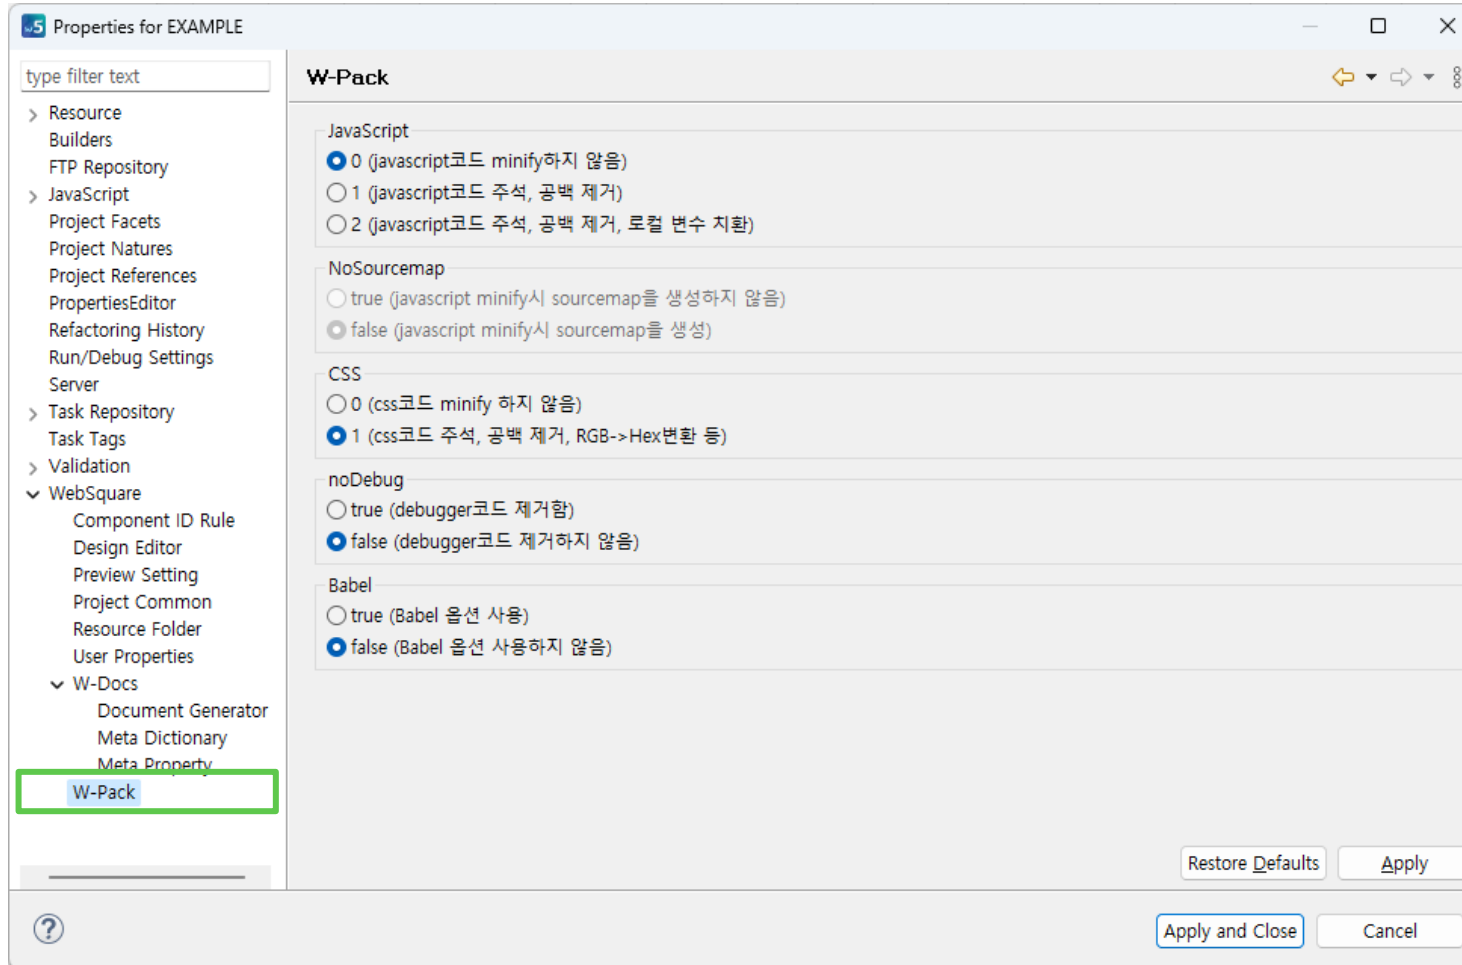 Properties for EXAMPLE
type filter text
Resource
Builders
FTP Repository
JavaScript
Project Facets
Project Natures
Project References
PropertiesEditor
Refactoring History
Run/Debug Settings
Server
Task Repository
Task Tags
Validation
WebSquare
Component ID Rule
Design Editor
Preview Setting
Project Common
Resource Folder
User Properties
W-Docs
Document Generator
Meta Dictionary
Meta Property
W-Pack
W-Pack
JavaScript
0 (javascript코드 minify하지 않음)
1 (javascript코드 주석, 공백 제거)
2 (javascript코드 주석, 공백 제거, 로컬 변수 치환)
NoSourcemap
true (javascript minify시 sourcemap을 생성하지 않음)
false (javascript minify시 sourcemap을 생성)
CSS
0 (css코드 minify 하지 않음)
1 (css코드 주석, 공백 제거, RGB->Hex변환 등)
noDebug
true (debugger코드 제거함)
false (debugger코드 제거하지 않음)
Babel
true (Babel 옵션 사용)
false (Babel 옵션 사용하지 않음)
Restore Defaults
Apply
Apply and Close
Cancel